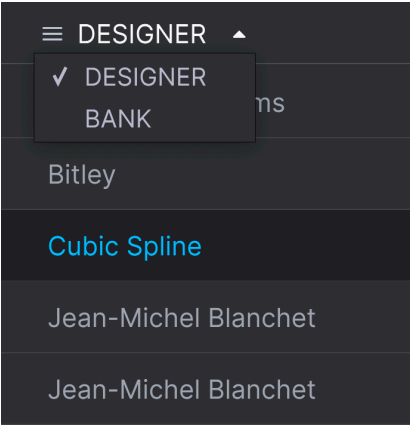 DESIGNER
DESIGNER
BANK
Bitley
Cubic Spline
Jean-Michel Blanchet
Jean-Michel Blanchet